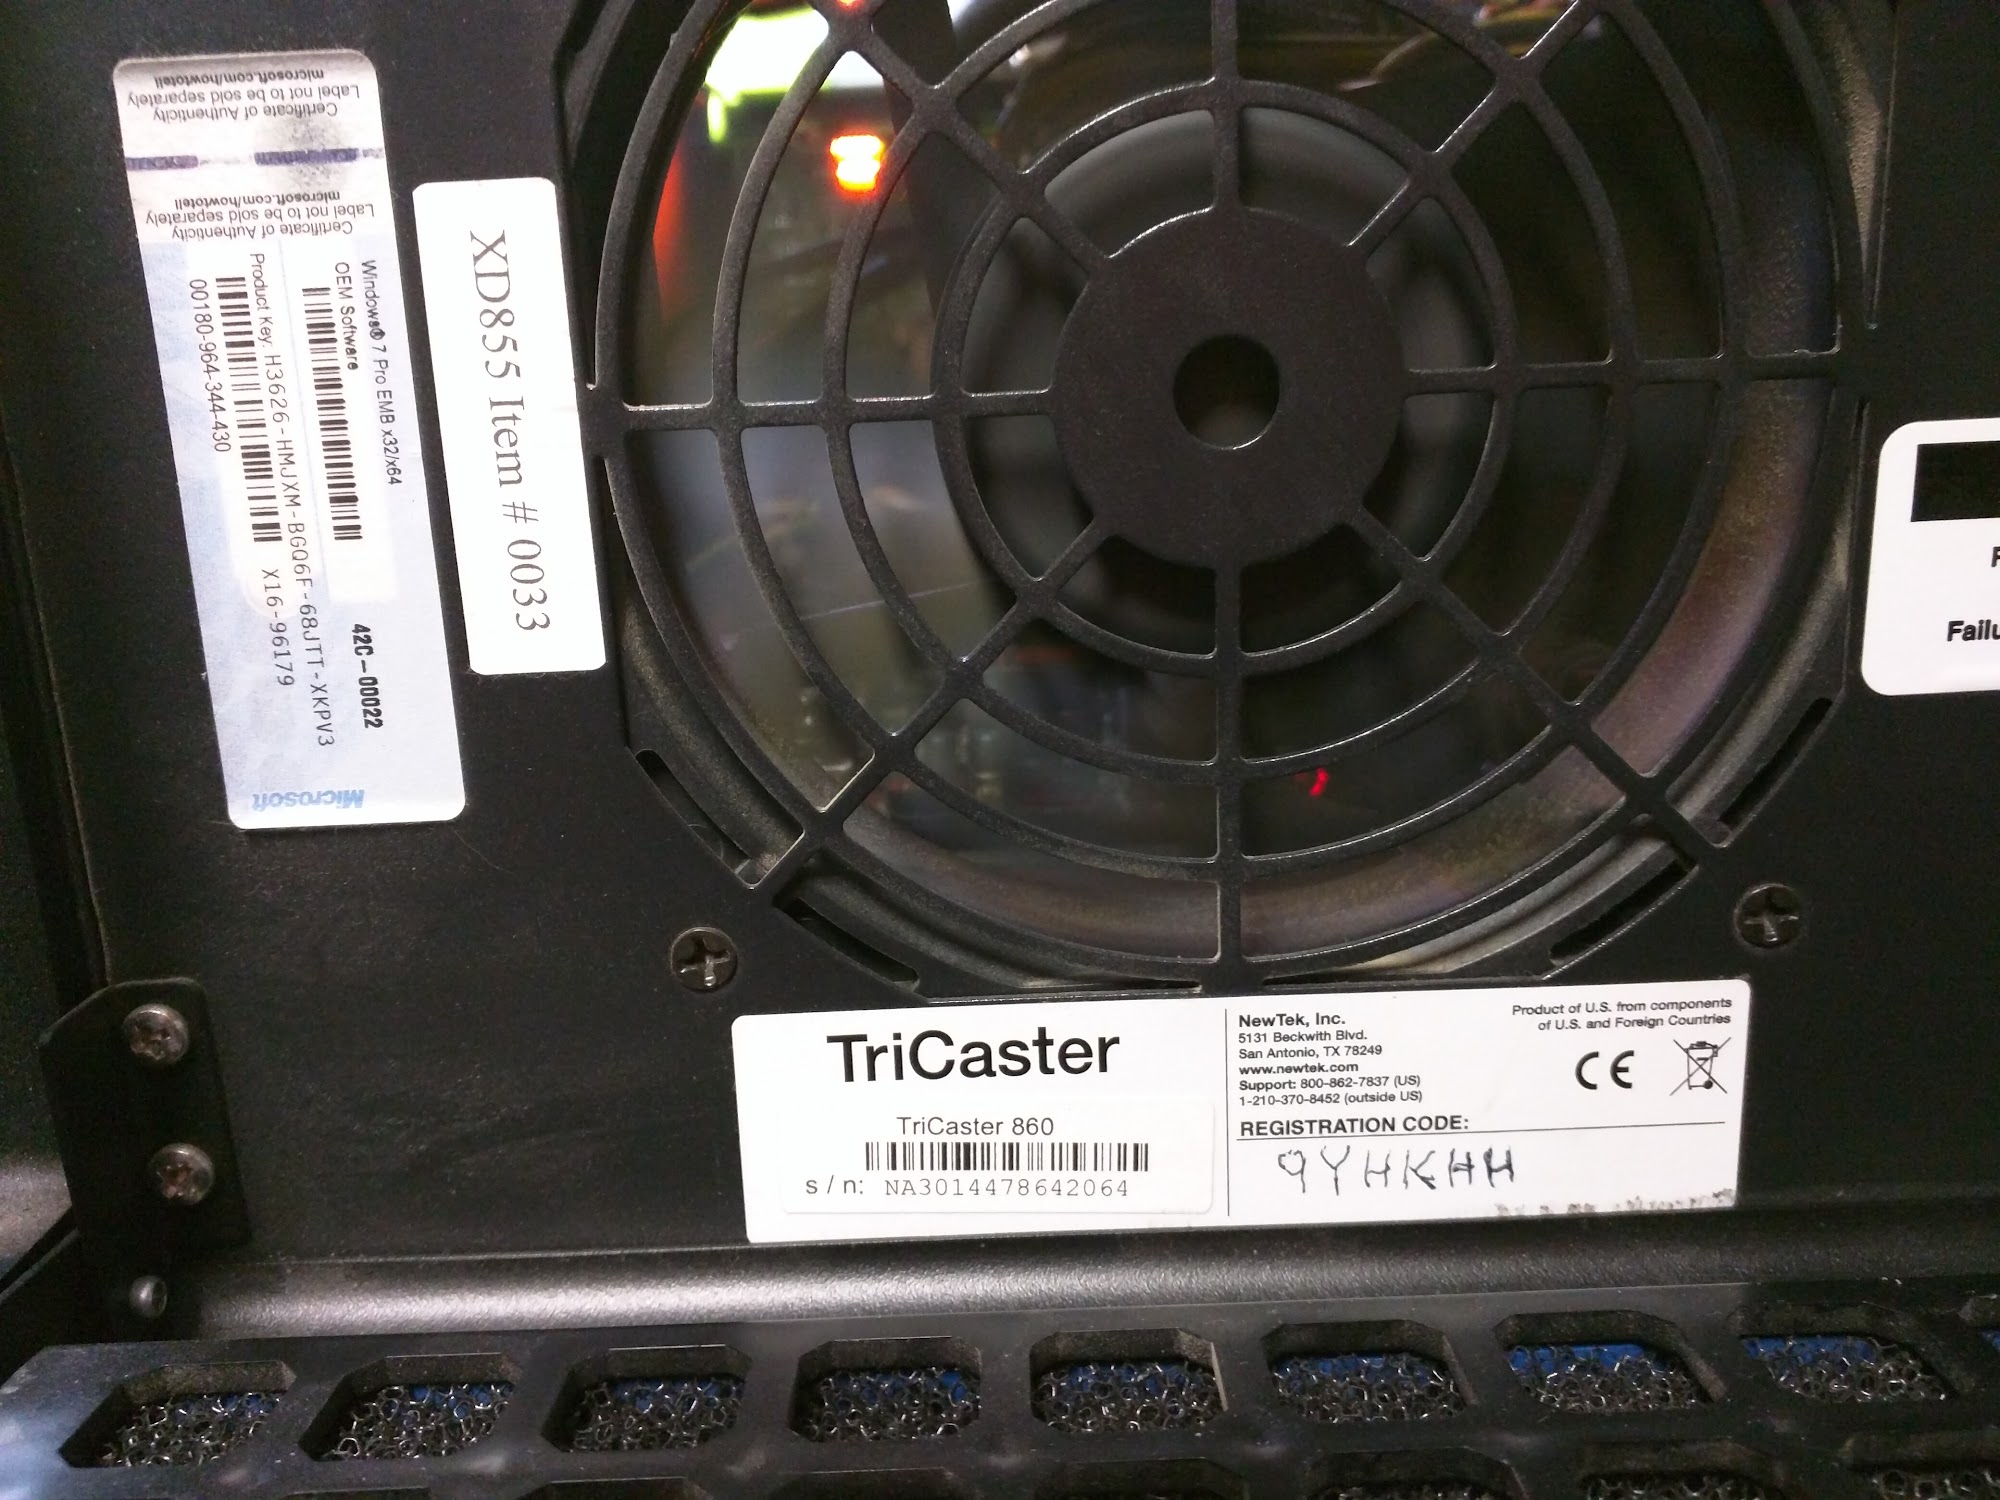 Certificate of Authenticity
Label not to be sold separately
microsoft.com/howtotell
Certificate of Authenticity
Label not to be sold separately
microsoft.com/howtotell
Windows® 7 Pro EMB x32/x64
OEM Software
42C-00022
Product Key: H3626-HMJXM-BGQ6F-68JTT-XKPV3
X16-96179
00180-964-344-430
Microsoft
XD855 Item # 0033
Failu
TriCaster
TriCaster 860
s/n: NA3014478642064
NewTek, Inc.
5131 Beckwith Blvd.
San Antonio, TX 78249
www.newtek.com
Support: 800-862-7837 (US)
1-210-370-8452 (outside US)
Product of U.S. from components
of U.S. and Foreign Countries
CE
REGISTRATION CODE:
9YHKHH